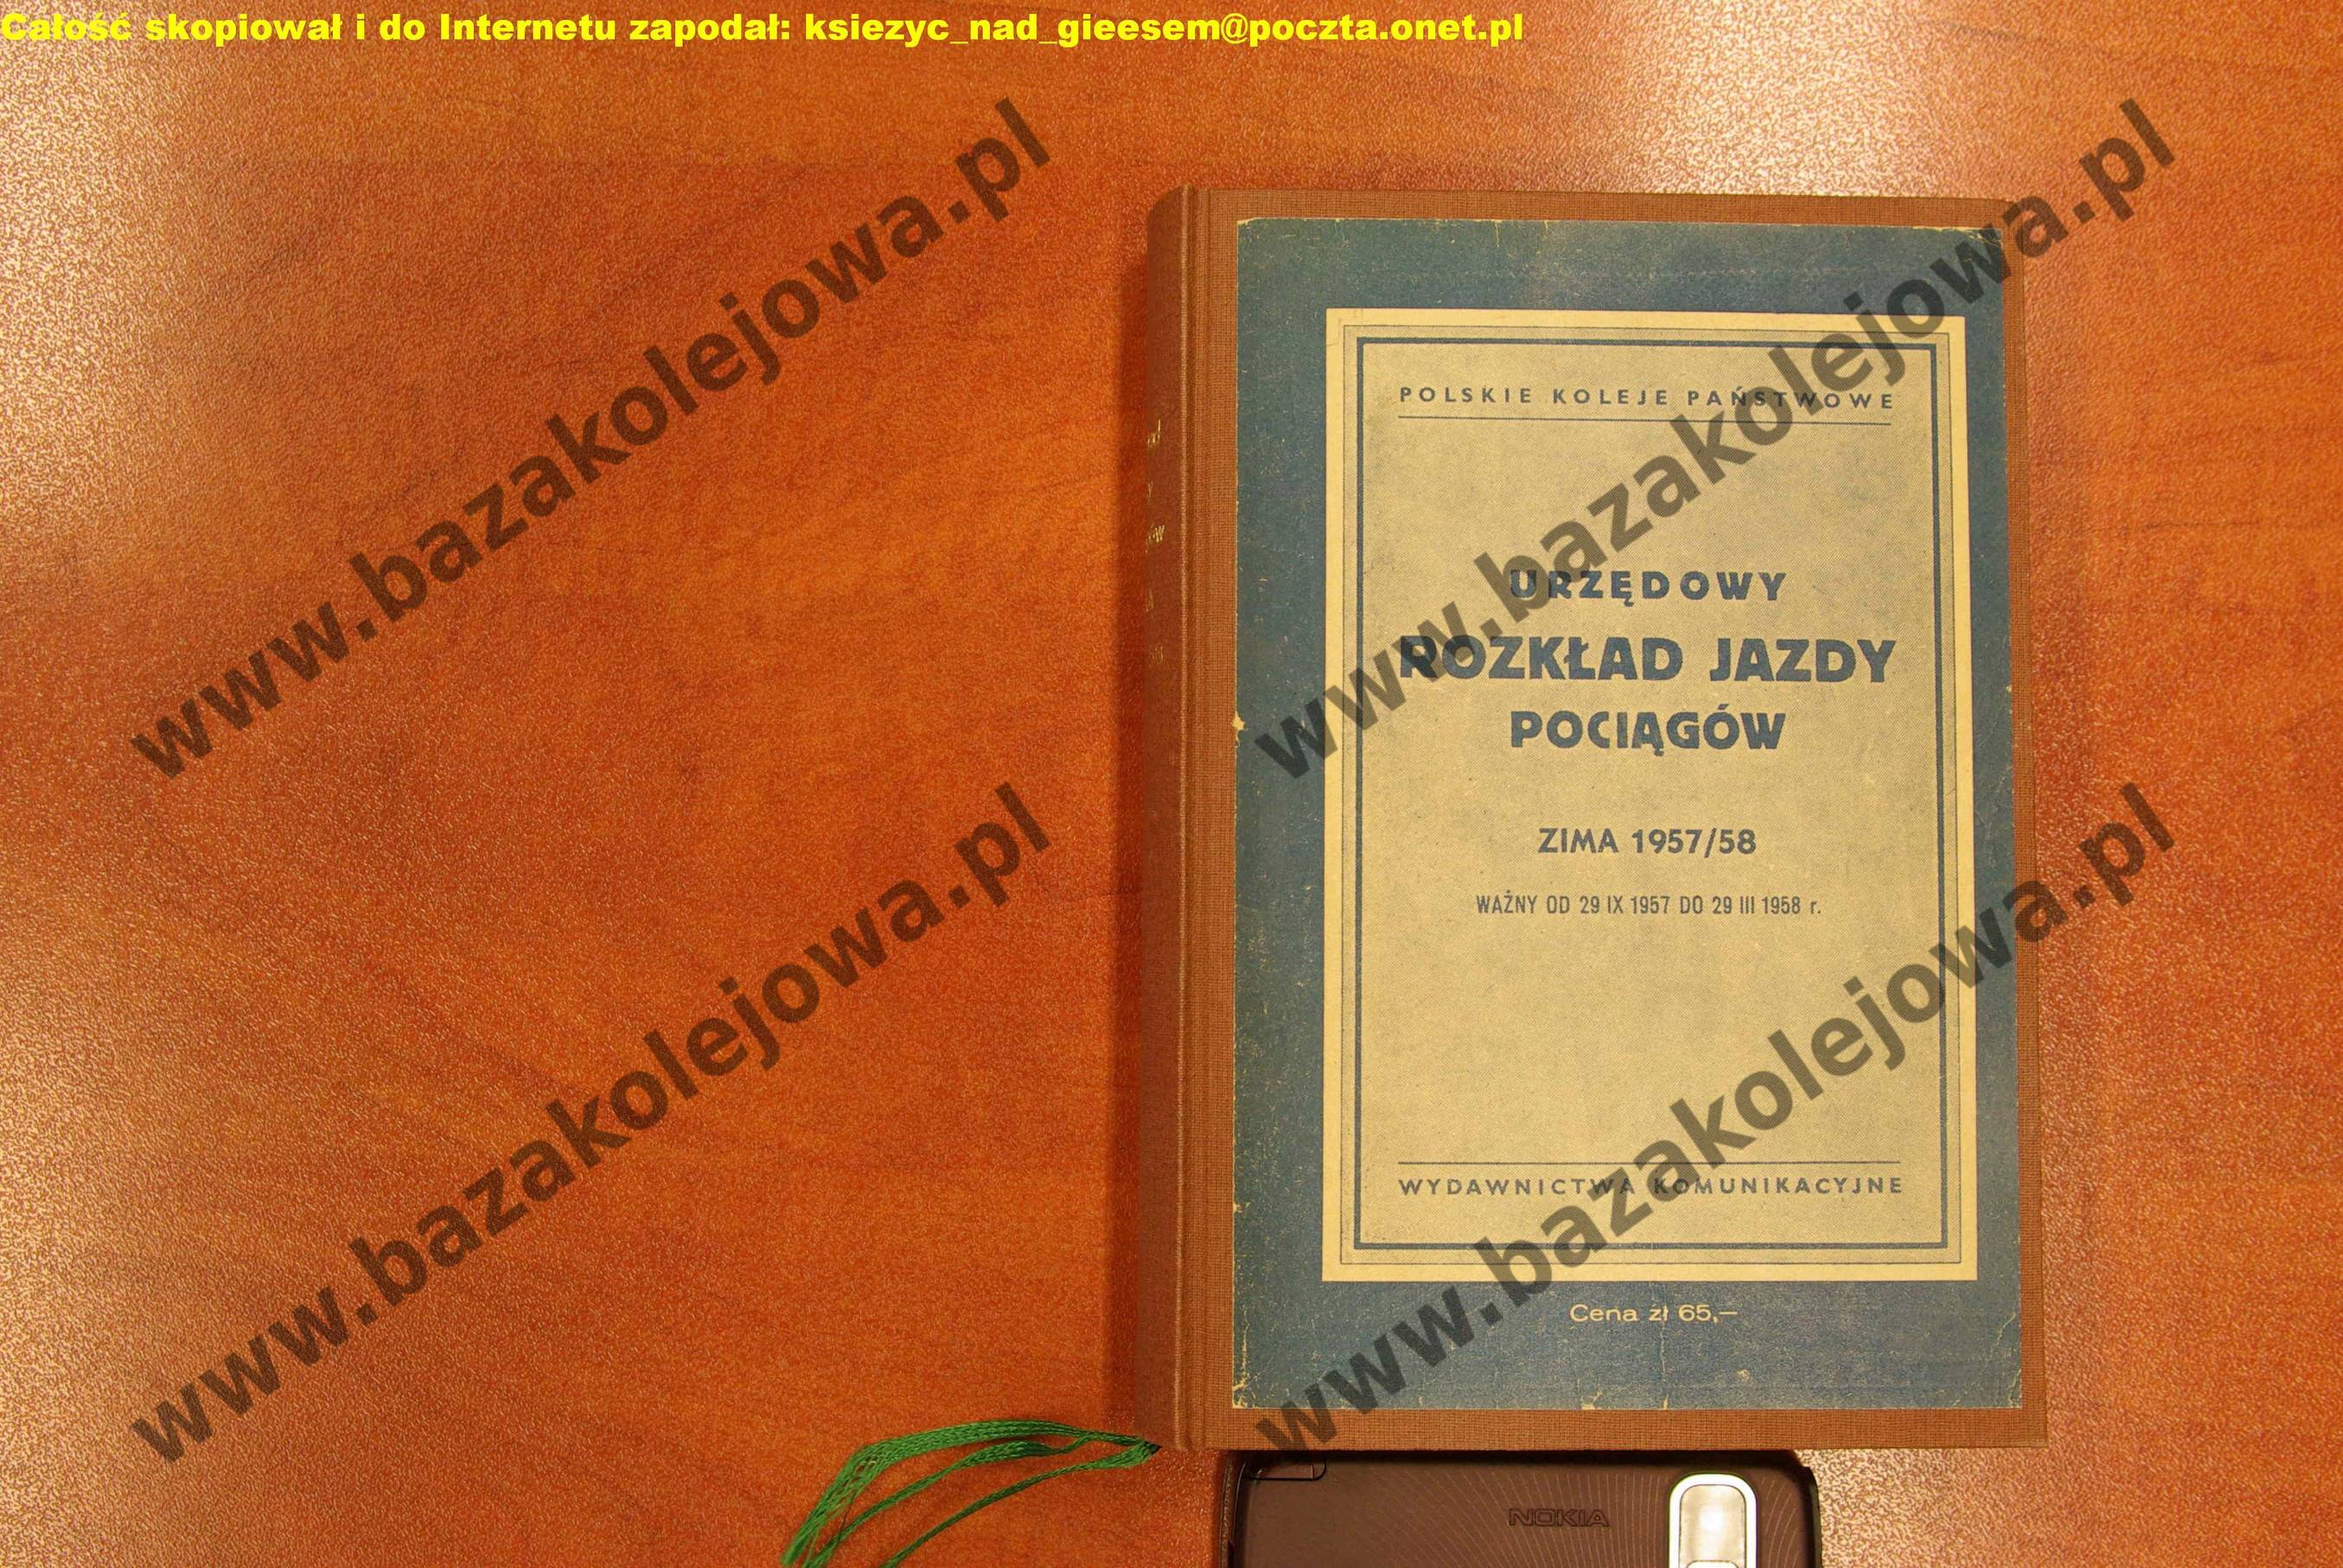 Całość skopiował i do Internetu zapodał: ksiezyc_nad_gieesem@poczta.onet.pl
www.bazakolejowa.pl
www.bazakolejowa.pl
POLSKIE KOLEJE PAŃSTWOWE
URZĘDOWY
ROZKŁAD JAZDY
POCIĄGÓW
ZIMA 1957/58
WAŻNY OD 29 IX 1957 DO 29 III 1958 r.
WYDAWNICTWA KOMUNIKACYJNE
Cena zł 65,—
www.bazakolejowa.pl
www.bazakolejowa.pl
NOKIA